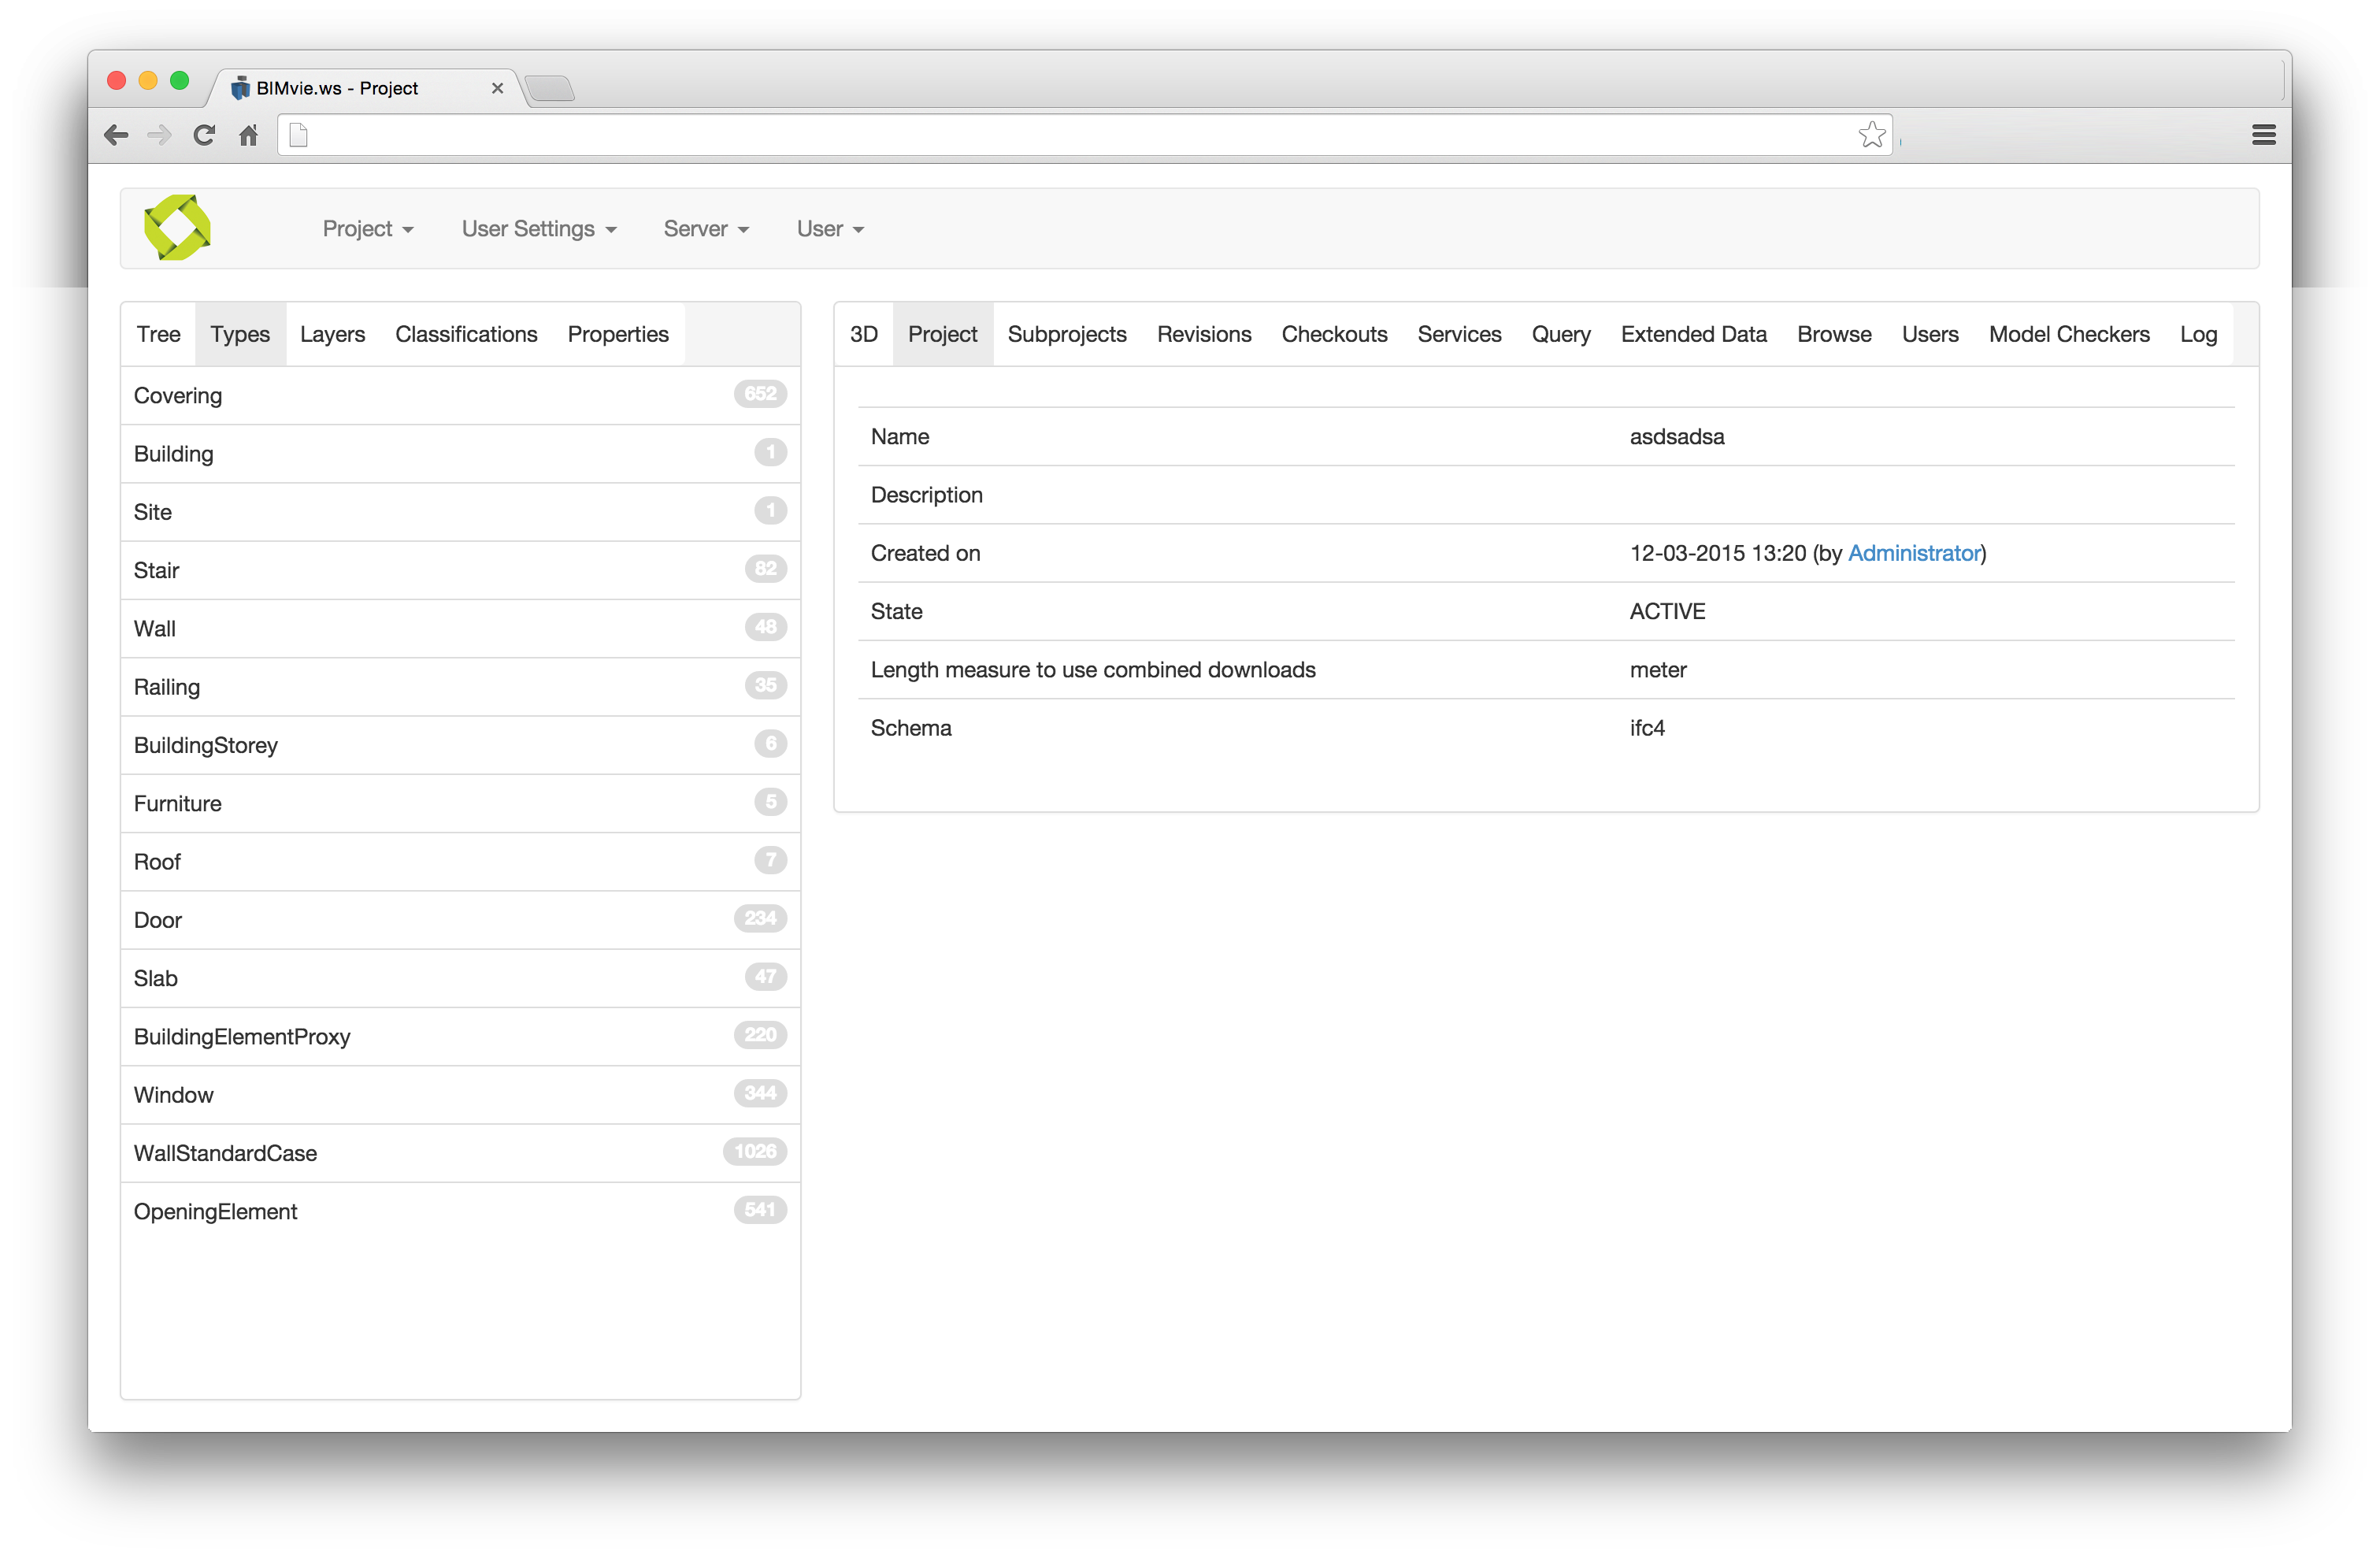 BIMvie.ws - Project
Project User Settings Server User
Tree Types Layers Classifications Properties
Covering 652
Building 1
Site 1
Stair 82
Wall 48
Railing 35
BuildingStorey 6
Furniture 5
Roof 7
Door 234
Slab 47
BuildingElementProxy 220
Window 344
WallStandardCase 1026
OpeningElement 541
3D Project Subprojects Revisions Checkouts Services Query Extended Data Browse Users Model Checkers Log
Name asdsadsa
Description
Created on 12-03-2015 13:20 (by Administrator)
State ACTIVE
Length measure to use combined downloads meter
Schema ifc4